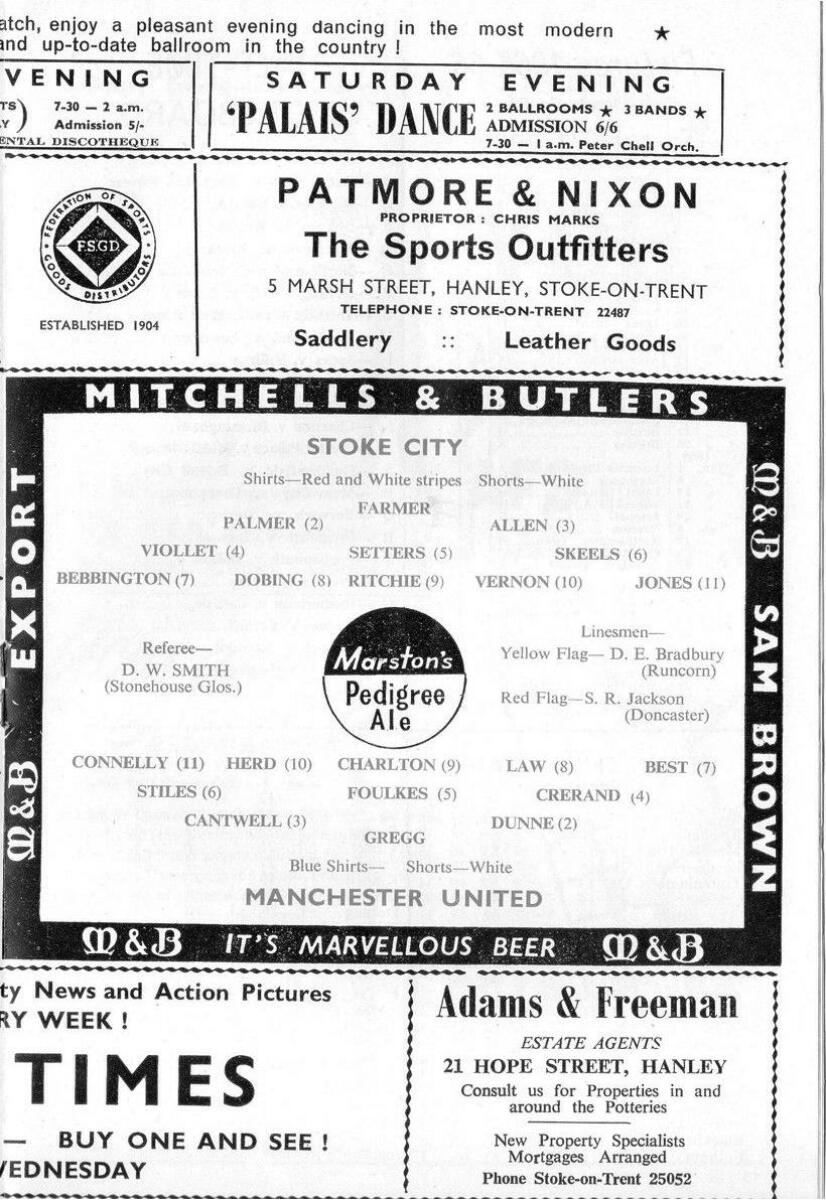 atch, enjoy a pleasant evening dancing in the most modern ★
and up-to-date ballroom in the country !
VENING
TS
Y)
7-30 — 2 a.m.
Admission 5/-
ENTAL DISCOTHEQUE
SATURDAY EVENING
'PALAIS' DANCE
2 BALLROOMS ★ 3 BANDS ★
ADMISSION 6/6
7-30 — 1 a.m. Peter Chell Orch.
FEDERATION OF SPORTS
F.S.G.D.
GOODS DISTRIBUTORS
ESTABLISHED 1904
PATMORE & NIXON
PROPRIETOR : CHRIS MARKS
The Sports Outfitters
5 MARSH STREET, HANLEY, STOKE-ON-TRENT
TELEPHONE : STOKE-ON-TRENT 22487
Saddlery :: Leather Goods
MITCHELLS & BUTLERS
M&B EXPORT
M&B SAM BROWN
STOKE CITY
Shirts—Red and White stripes Shorts—White
FARMER
PALMER (2) ALLEN (3)
VIOLLET (4) SETTERS (5) SKEELS (6)
BEBBINGTON (7) DOBING (8) RITCHIE (9) VERNON (10) JONES (11)
Referee—
D. W. SMITH
(Stonehouse Glos.)
Marston's
Pedigree
Ale
Linesmen—
Yellow Flag— D. E. Bradbury
(Runcorn)
Red Flag—S. R. Jackson
(Doncaster)
CONNELLY (11) HERD (10) CHARLTON (9) LAW (8) BEST (7)
STILES (6) FOULKES (5) CRERAND (4)
CANTWELL (3) DUNNE (2)
GREGG
Blue Shirts— Shorts—White
MANCHESTER UNITED
M&B IT'S MARVELLOUS BEER M&B
ty News and Action Pictures
RY WEEK !
TIMES
— BUY ONE AND SEE !
WEDNESDAY
Adams & Freeman
ESTATE AGENTS
21 HOPE STREET, HANLEY
Consult us for Properties in and
around the Potteries
New Property Specialists
Mortgages Arranged
Phone Stoke-on-Trent 25052